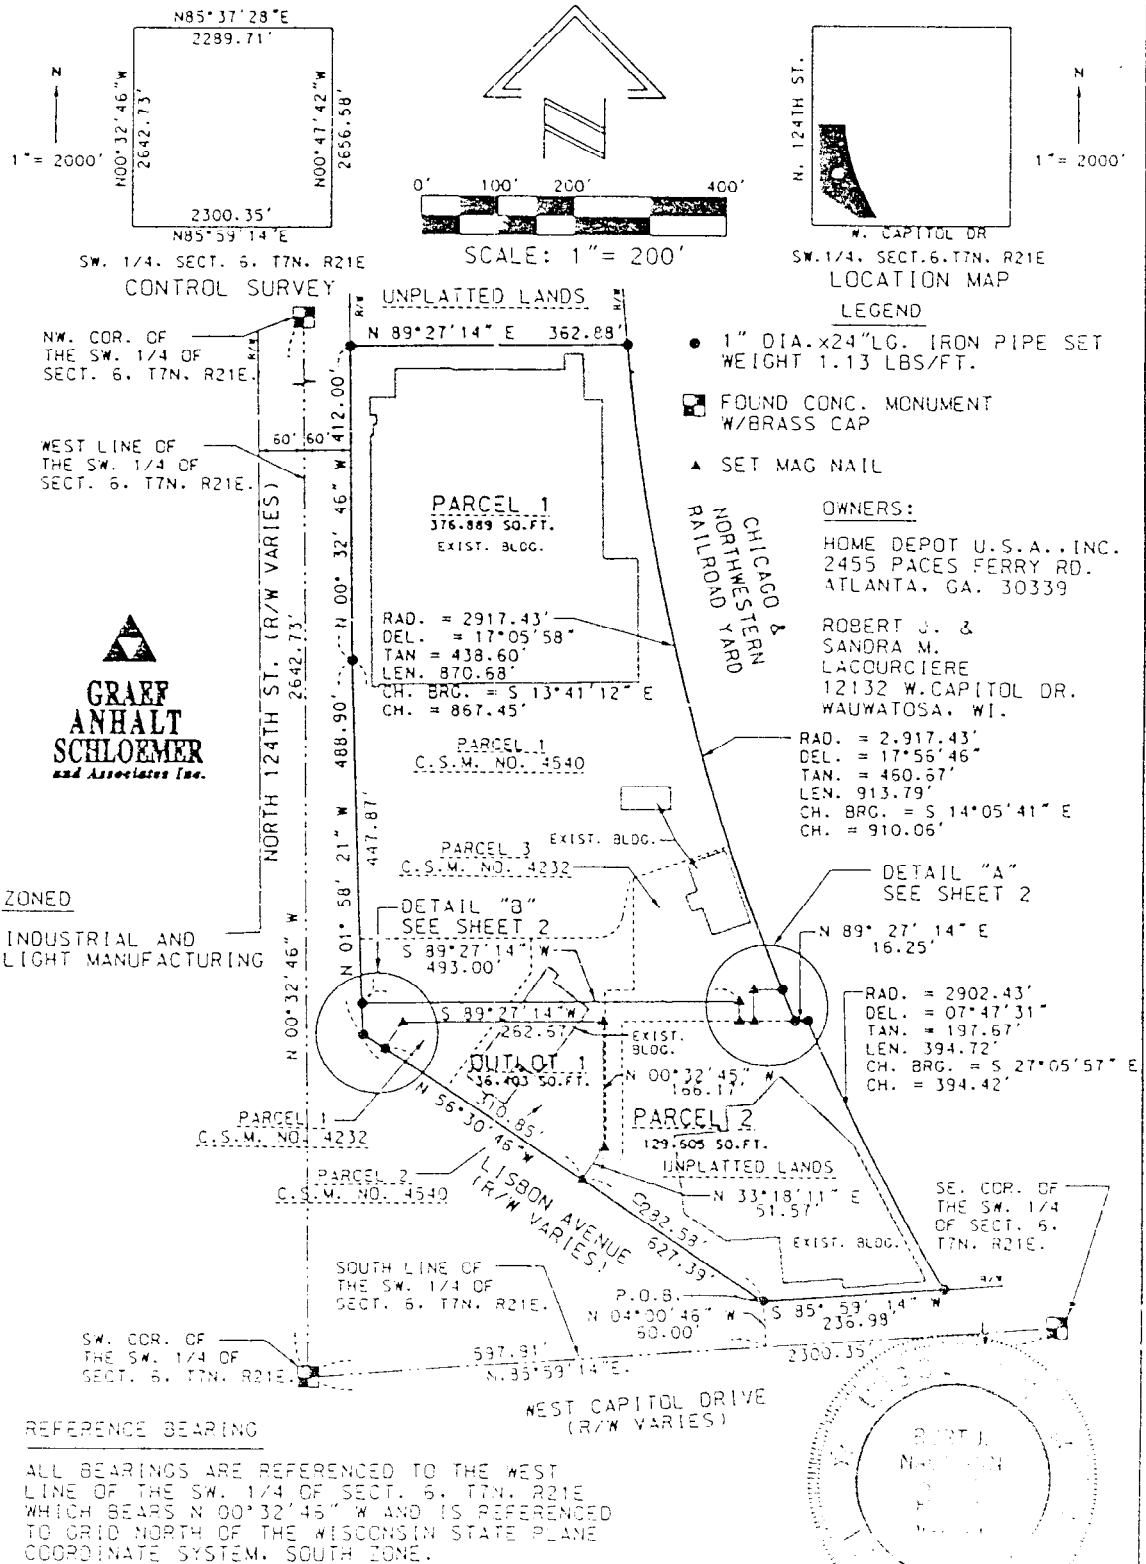 N85°37'28"E
2289.71'
N
1"= 2000'
N00°32'46"W
2642.73'
N00°47'42"W
2656.58'
2300.35'
N85°59'14"E
SW. 1/4. SECT. 6. T7N. R21E
CONTROL SURVEY
0' 100' 200' 400'
SCALE: 1"= 200'
N. 124TH ST.
N
1"= 2000'
W. CAPITOL DR
SW.1/4. SECT.6.T7N. R21E
LOCATION MAP
UNPLATTED LANDS
R/W
R/W
R/W
N 89°27'14" E 362.88'
LEGEND
1" DIA.x24"LG. IRON PIPE SET
WEIGHT 1.13 LBS/FT.
FOUND CONC. MONUMENT
W/BRASS CAP
SET MAG NAIL
NW. COR. OF
THE SW. 1/4 OF
SECT. 6. T7N. R21E.
WEST LINE OF
THE SW. 1/4 OF
SECT. 6. T7N. R21E.
60' 60'
N 00° 32' 46" W 412.00'
PARCEL 1
376.889 SO.FT.
EXIST. BLDG.
CHICAGO &
NORTHWESTERN
RAILROAD YARD
OWNERS:
HOME DEPOT U.S.A..INC.
2455 PACES FERRY RD.
ATLANTA, GA. 30339
ROBERT J. &
SANDRA M.
LACOURCIERE
12132 W.CAPITOL DR.
WAUWATOSA. WI.
RAD. = 2917.43'
DEL. = 17°05'58"
TAN = 438.60'
LEN. 870.68'
CH. BRG. = S 13°41'12" E
CH. = 867.45'
GRAEF
ANHALT
SCHLOEMER
and Associates Inc.
NORTH 124TH ST. (R/W VARIES)
2642.73'
N 00°32'46" W
488.90'
N 01° 58' 21" W 447.87'
PARCEL 1
C.S.M. NO. 4540
RAD. = 2.917.43'
DEL. = 17°56'46"
TAN. = 460.67'
LEN. = 913.79'
CH. BRG. = S 14°05'41" E
CH. = 910.06'
PARCEL 3
C.S.M. NO. 4232
EXIST. BLDG.
DETAIL "A"
SEE SHEET 2
ZONED
INDUSTRIAL AND
LIGHT MANUFACTURING
DETAIL "B"
SEE SHEET 2
S 89°27'14" W
493.00'
N 89° 27' 14" E
16.25'
S 89°27'14"W
262.67'
EXIST.
BLDG.
RAD. = 2902.43'
DEL. = 07°47'31"
TAN. = 197.67'
LEN. 394.72'
CH. BRG. = S 27°05'57" E
CH. = 394.42'
OUTLOT 1
36.403 SO.FT.
N 00°32'45" W
166.17'
N 56°30'46"W
310.85'
PARCEL 1
C.S.M. NO. 4232
PARCEL 2
129.605 SO.FT.
UNPLATTED LANDS
PARCEL 2
C.S.M. NO. 4540
LISBON AVENUE
(R/W VARIES)
N 33°18'11" E
51.57'
282.58'
627.39'
EXIST. BLDG.
SE. COR. OF
THE SW. 1/4
OF SECT. 6.
T7N. R21E.
R/W
SOUTH LINE OF
THE SW. 1/4 OF
SECT. 6. T7N. R21E.
P.O.B.
N 04°00'46" W
60.00'
S 85° 59' 14" W
236.98'
SW. COR. OF
THE SW. 1/4 OF
SECT. 6. T7N. R21E.
597.91'
N.85°59'14"E.
2300.35'
WEST CAPITOL DRIVE
(R/W VARIES)
REFERENCE BEARING
ALL BEARINGS ARE REFERENCED TO THE WEST
LINE OF THE SW. 1/4 OF SECT. 6. T7N. R21E
WHICH BEARS N 00°32'46" W AND IS REFERENCED
TO GRID NORTH OF THE WISCONSIN STATE PLANE
COORDINATE SYSTEM. SOUTH ZONE.